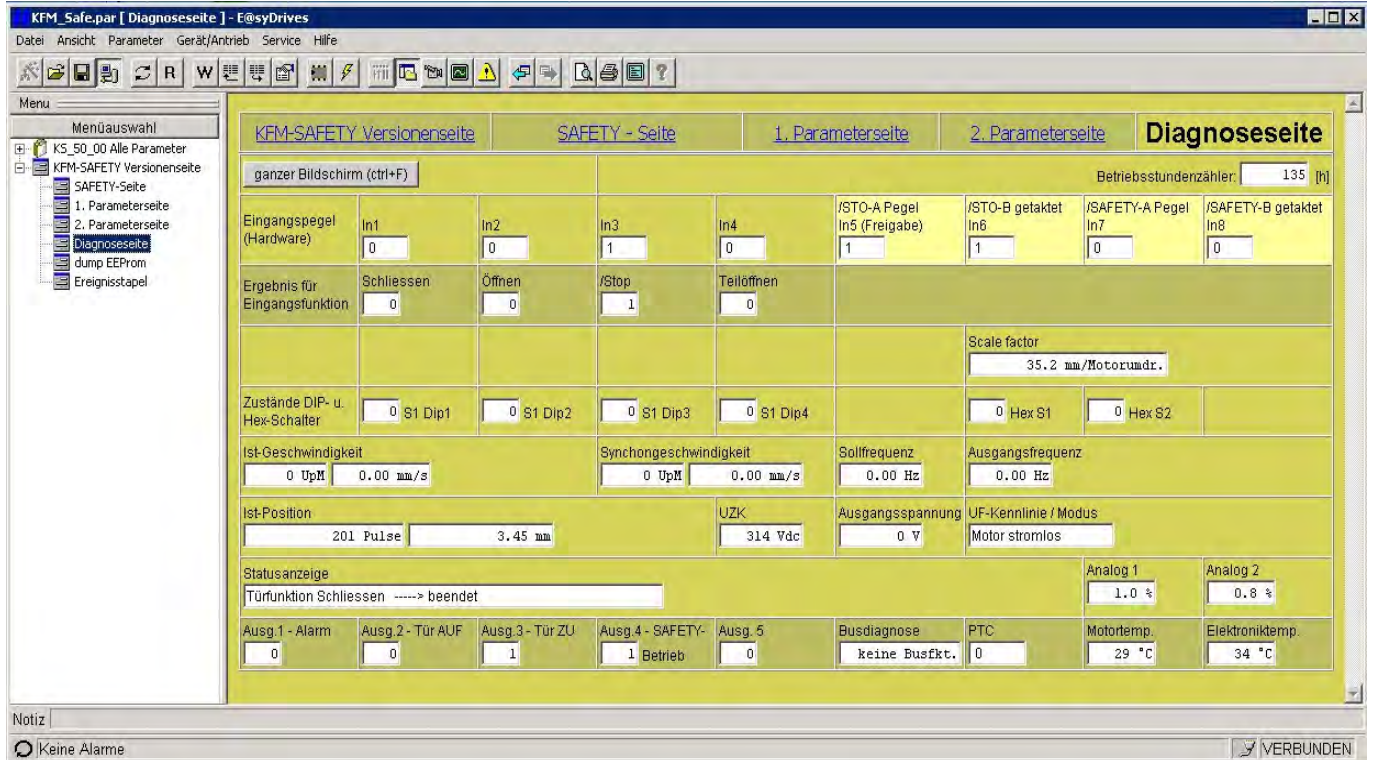 KFM_Safe.par [ Diagnoseseite ] - E@syDrives
Datei Ansicht Parameter Gerät/Antrieb Service Hilfe
R W
Menu
Menüauswahl
KS_50_00 Alle Parameter
KFM-SAFETY Versionenseite
SAFETY-Seite
1. Parameterseite
2. Parameterseite
Diagnoseseite
dump EEProm
Ereignisstapel
KFM-SAFETY Versionenseite SAFETY - Seite 1. Parameterseite 2. Parameterseite Diagnoseseite
ganzer Bildschirm (ctrl+F) Betriebsstundenzähler: 135 [h]
Eingangspegel (Hardware) In1 In2 In3 In4 /STO-A Pegel In5 (Freigabe) /STO-B getaktet In6 /SAFETY-A Pegel In7 /SAFETY-B getaktet In8
0 0 1 0 1 1 0 0
Ergebnis für Eingangsfunktion Schliessen Öffnen /Stop Teilöffnen
0 0 1 0
Scale factor
35.2 mm/Motorumdr.
Zustände DIP- u. Hex-Schalter 0 S1 Dip1 0 S1 Dip2 0 S1 Dip3 0 S1 Dip4 0 Hex S1 0 Hex S2
Ist-Geschwindigkeit Synchongeschwindigkeit Sollfrequenz Ausgangsfrequenz
0 UpM 0.00 mm/s 0 UpM 0.00 mm/s 0.00 Hz 0.00 Hz
Ist-Position UZK Ausgangsspannung UF-Kennlinie / Modus
201 Pulse 3.45 mm 314 Vdc 0 V Motor stromlos
Statusanzeige Analog 1 Analog 2
Türfunktion Schliessen -----> beendet 1.0 % 0.8 %
Ausg.1 - Alarm Ausg.2 - Tür AUF Ausg.3 - Tür ZU Ausg.4 - SAFETY- Ausg. 5 Busdiagnose PTC Motortemp. Elektroniktemp.
0 0 1 1 Betrieb 0 keine Busfkt. 0 29 °C 34 °C
Notiz
Keine Alarme VERBUNDEN